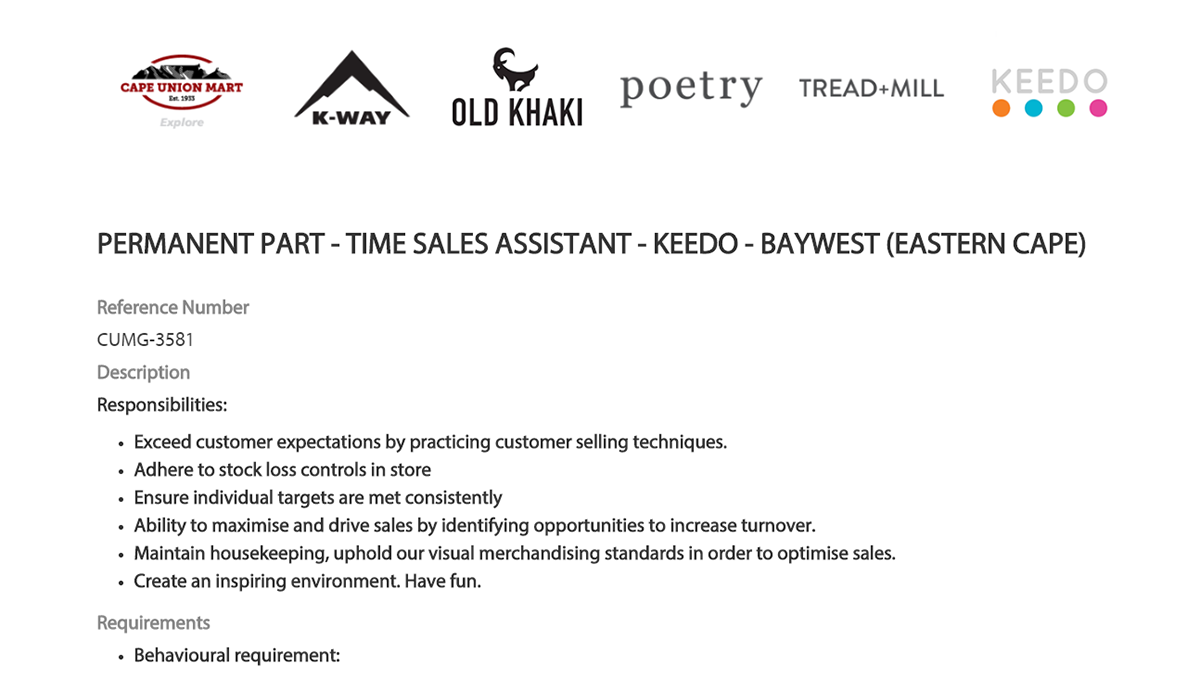 CAPE UNION MART
Est. 1933
Explore
K-WAY
OLD KHAKI
poetry
TREAD+MILL
KEEDO
PERMANENT PART - TIME SALES ASSISTANT - KEEDO - BAYWEST (EASTERN CAPE)
Reference Number
CUMG-3581
Description
Responsibilities:
• Exceed customer expectations by practicing customer selling techniques.
• Adhere to stock loss controls in store
• Ensure individual targets are met consistently
• Ability to maximise and drive sales by identifying opportunities to increase turnover.
• Maintain housekeeping, uphold our visual merchandising standards in order to optimise sales.
• Create an inspiring environment. Have fun.
Requirements
• Behavioural requirement: